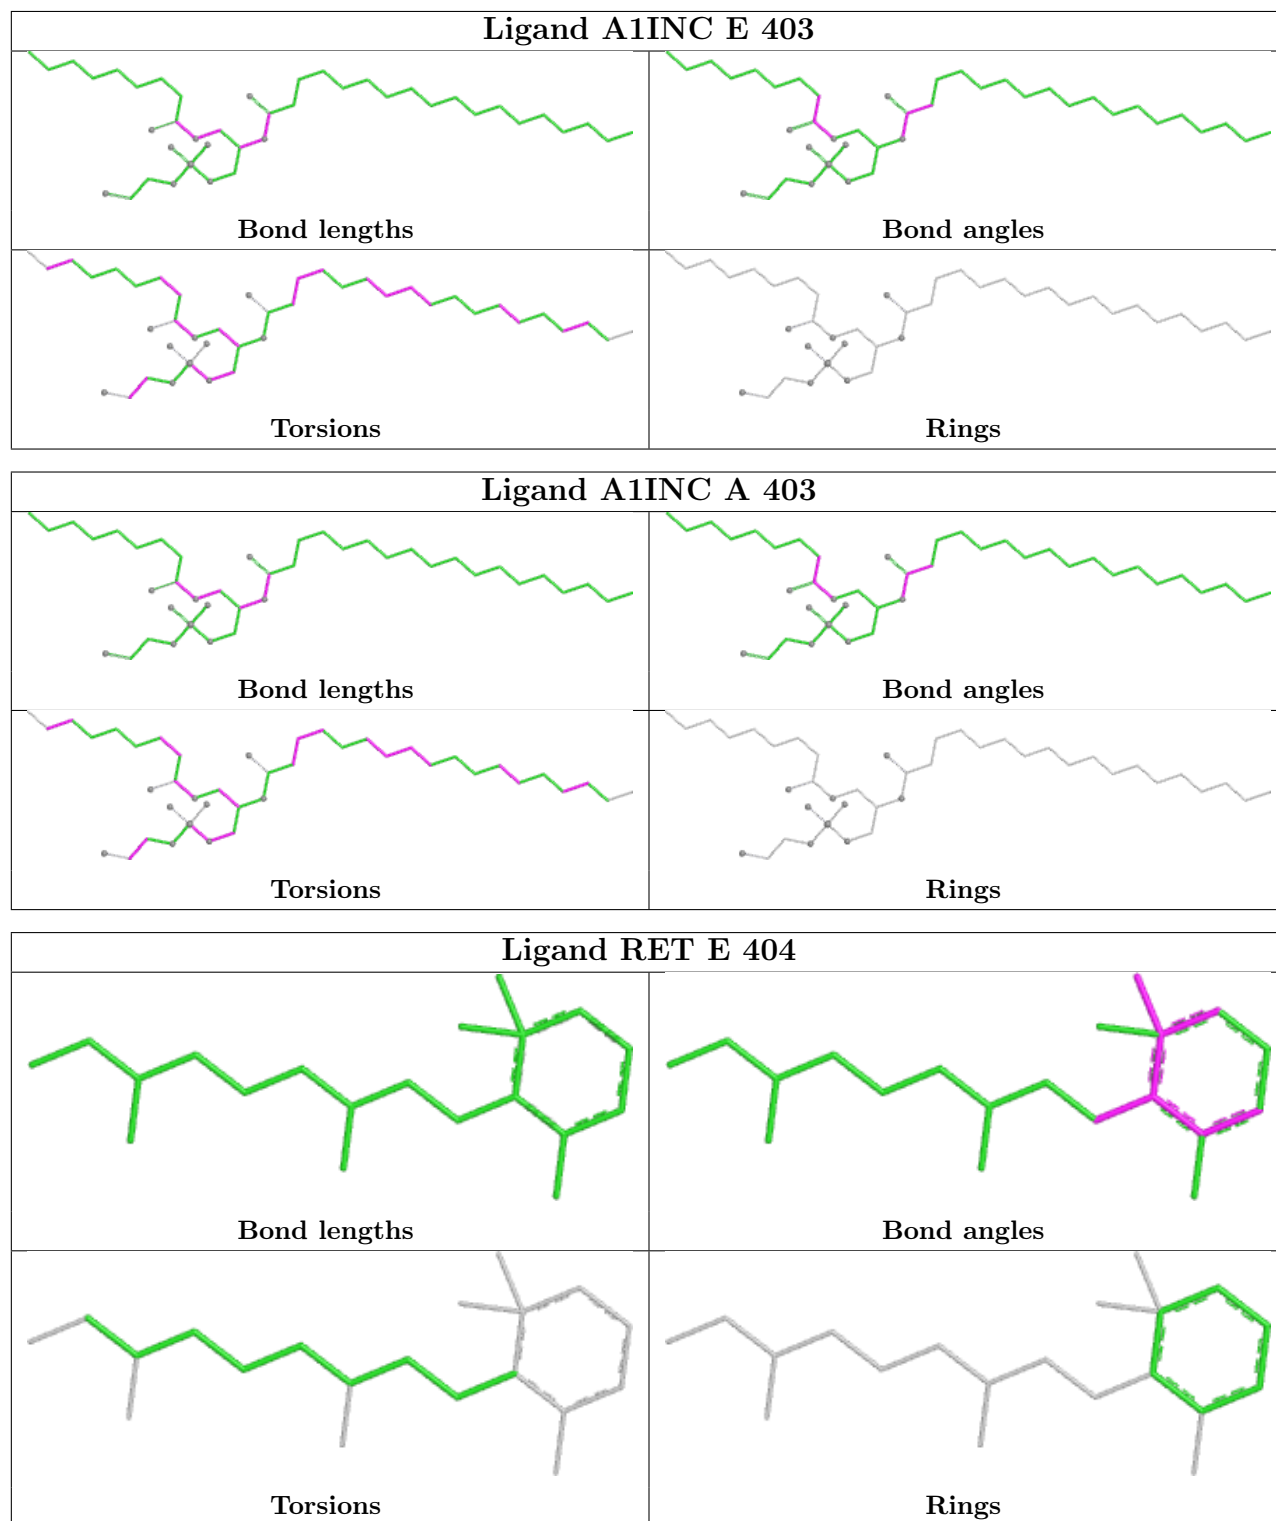 Ligand A1INC E 403
Bond lengths
Bond angles
Torsions
Rings
Ligand A1INC A 403
Bond lengths
Bond angles
Torsions
Rings
Ligand RET E 404
Bond lengths
Bond angles
Torsions
Rings